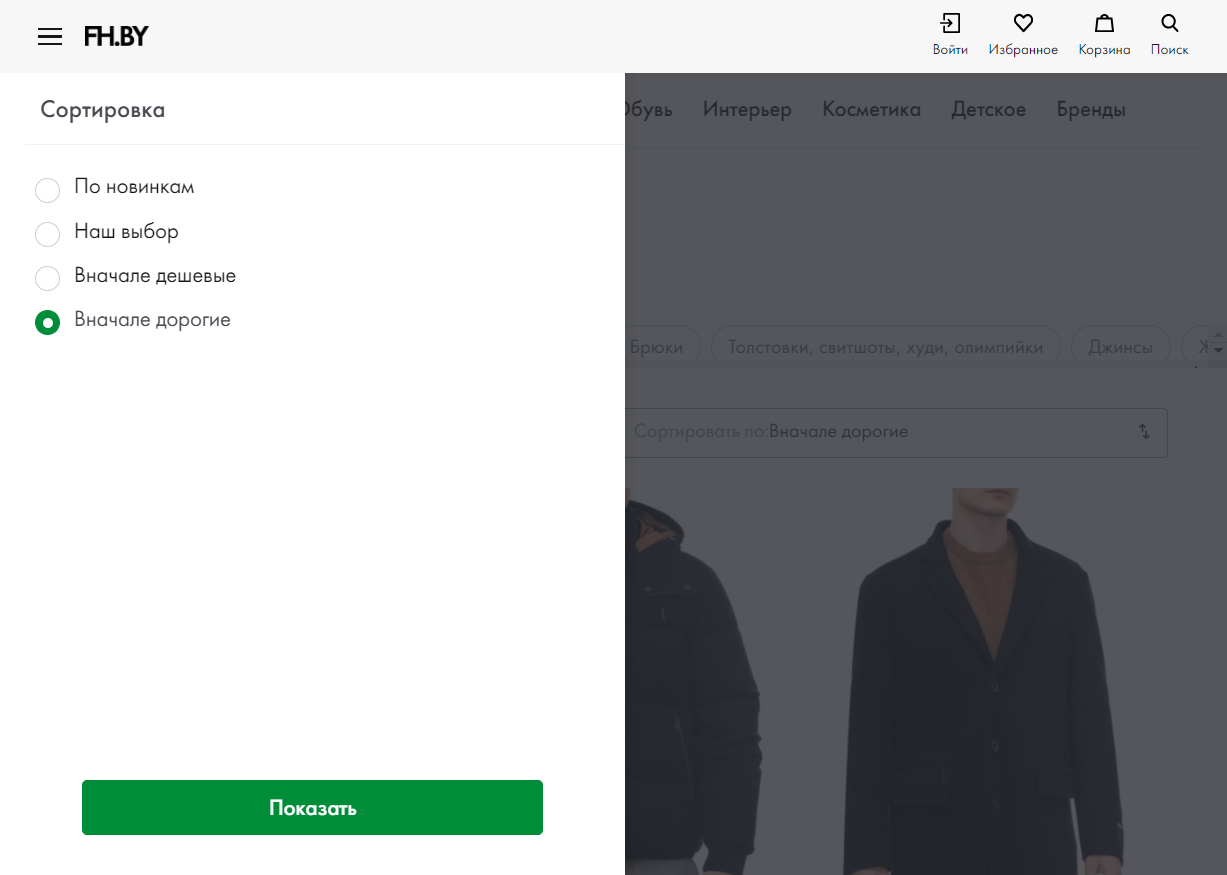 FH.BY
Войти
Избранное
Корзина
Поиск
Сортировка
Обувь
Интерьер
Косметика
Детское
Бренды
По новинкам
Наш выбор
Вначале дешевые
Вначале дорогие
Брюки
Толстовки, свитшоты, худи, олимпийки
Джинсы
Сортировать по:Вначале дорогие
Показать